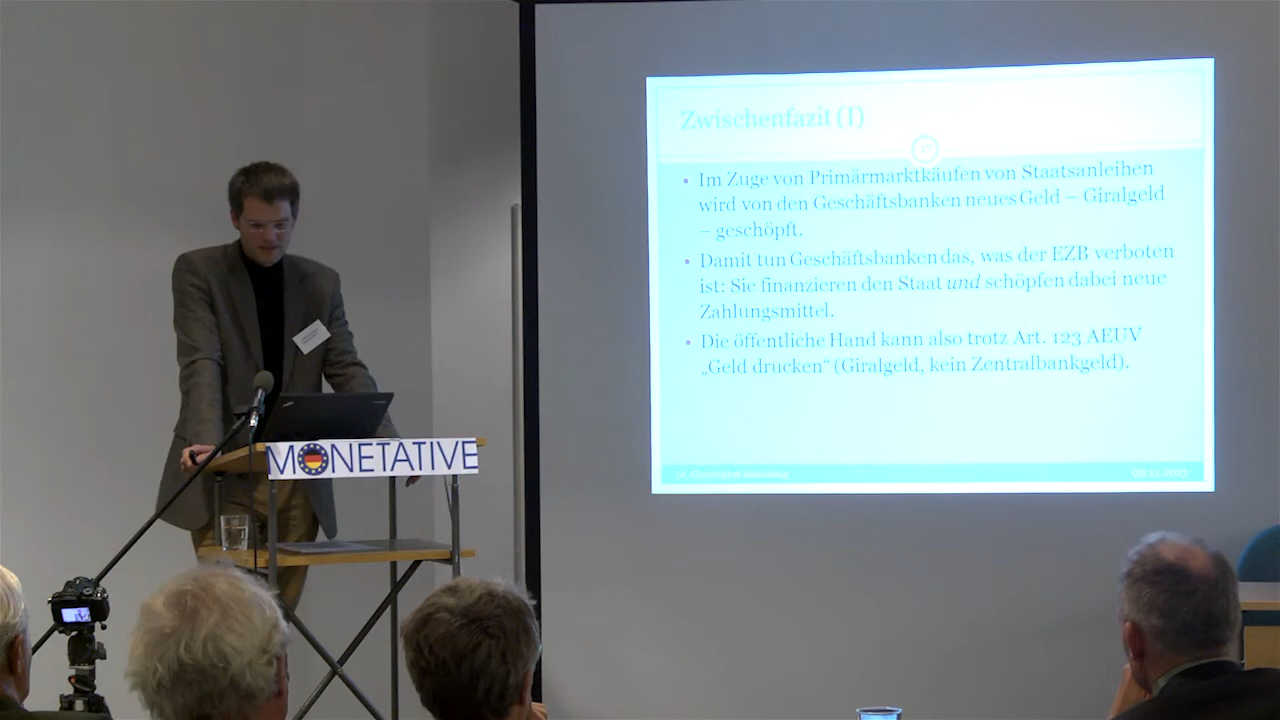 Zwischenfazit (I)
• Im Zuge von Primärmarktkäufen von Staatsanleihen
wird von den Geschäftsbanken neues Geld – Giralgeld
– geschöpft.
• Damit tun Geschäftsbanken das, was der EZB verboten
ist: Sie finanzieren den Staat und schöpfen dabei neue
Zahlungsmittel.
• Die öffentliche Hand kann also trotz Art. 123 AEUV
„Geld drucken“ (Giralgeld, kein Zentralbankgeld).
Dr.
MONETATIVE